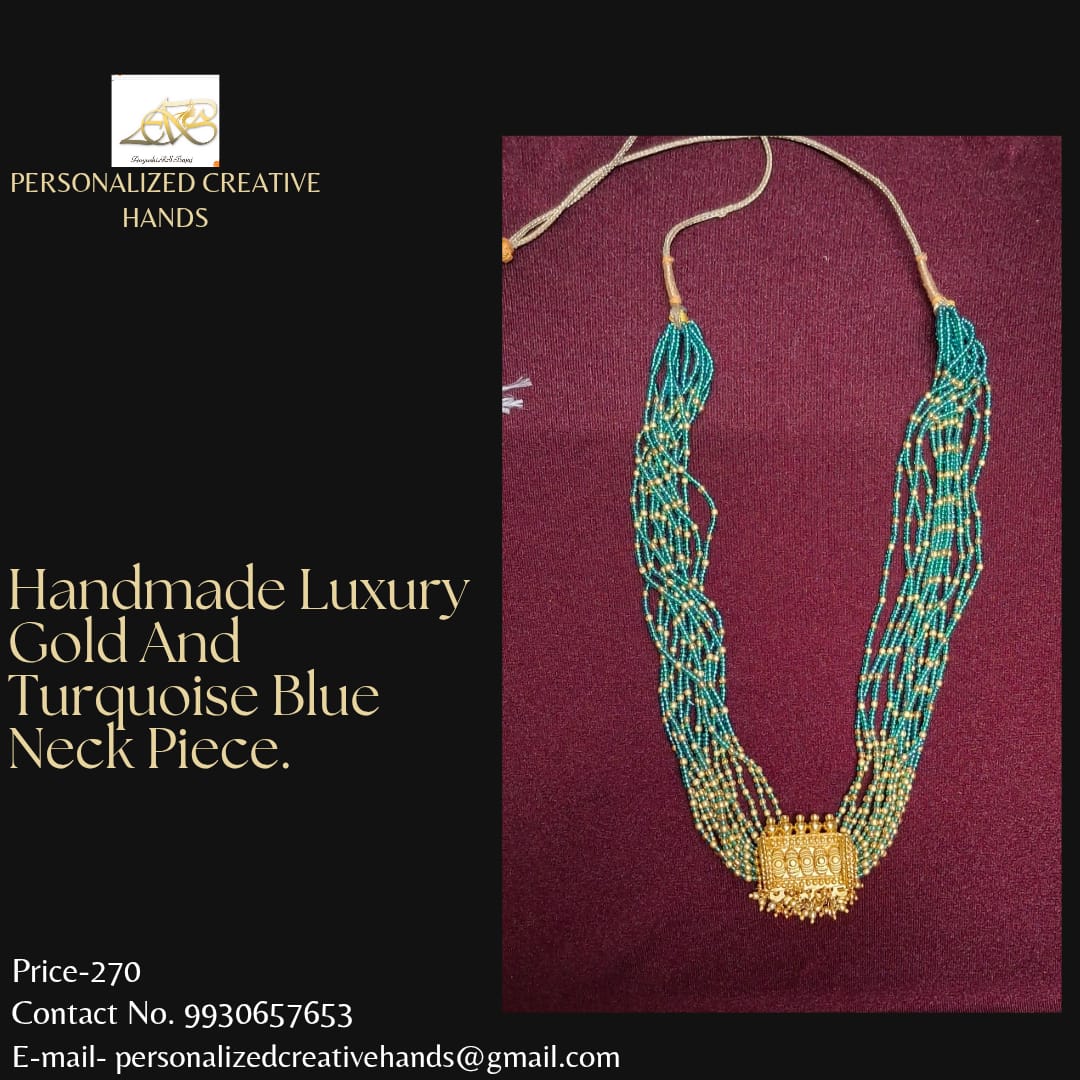 PERSONALIZED CREATIVE
HANDS
Handmade Luxury
Gold And
Turquoise Blue
Neck Piece.
Price-270
Contact No. 9930657653
E-mail- personalizedcreativehands@gmail.com